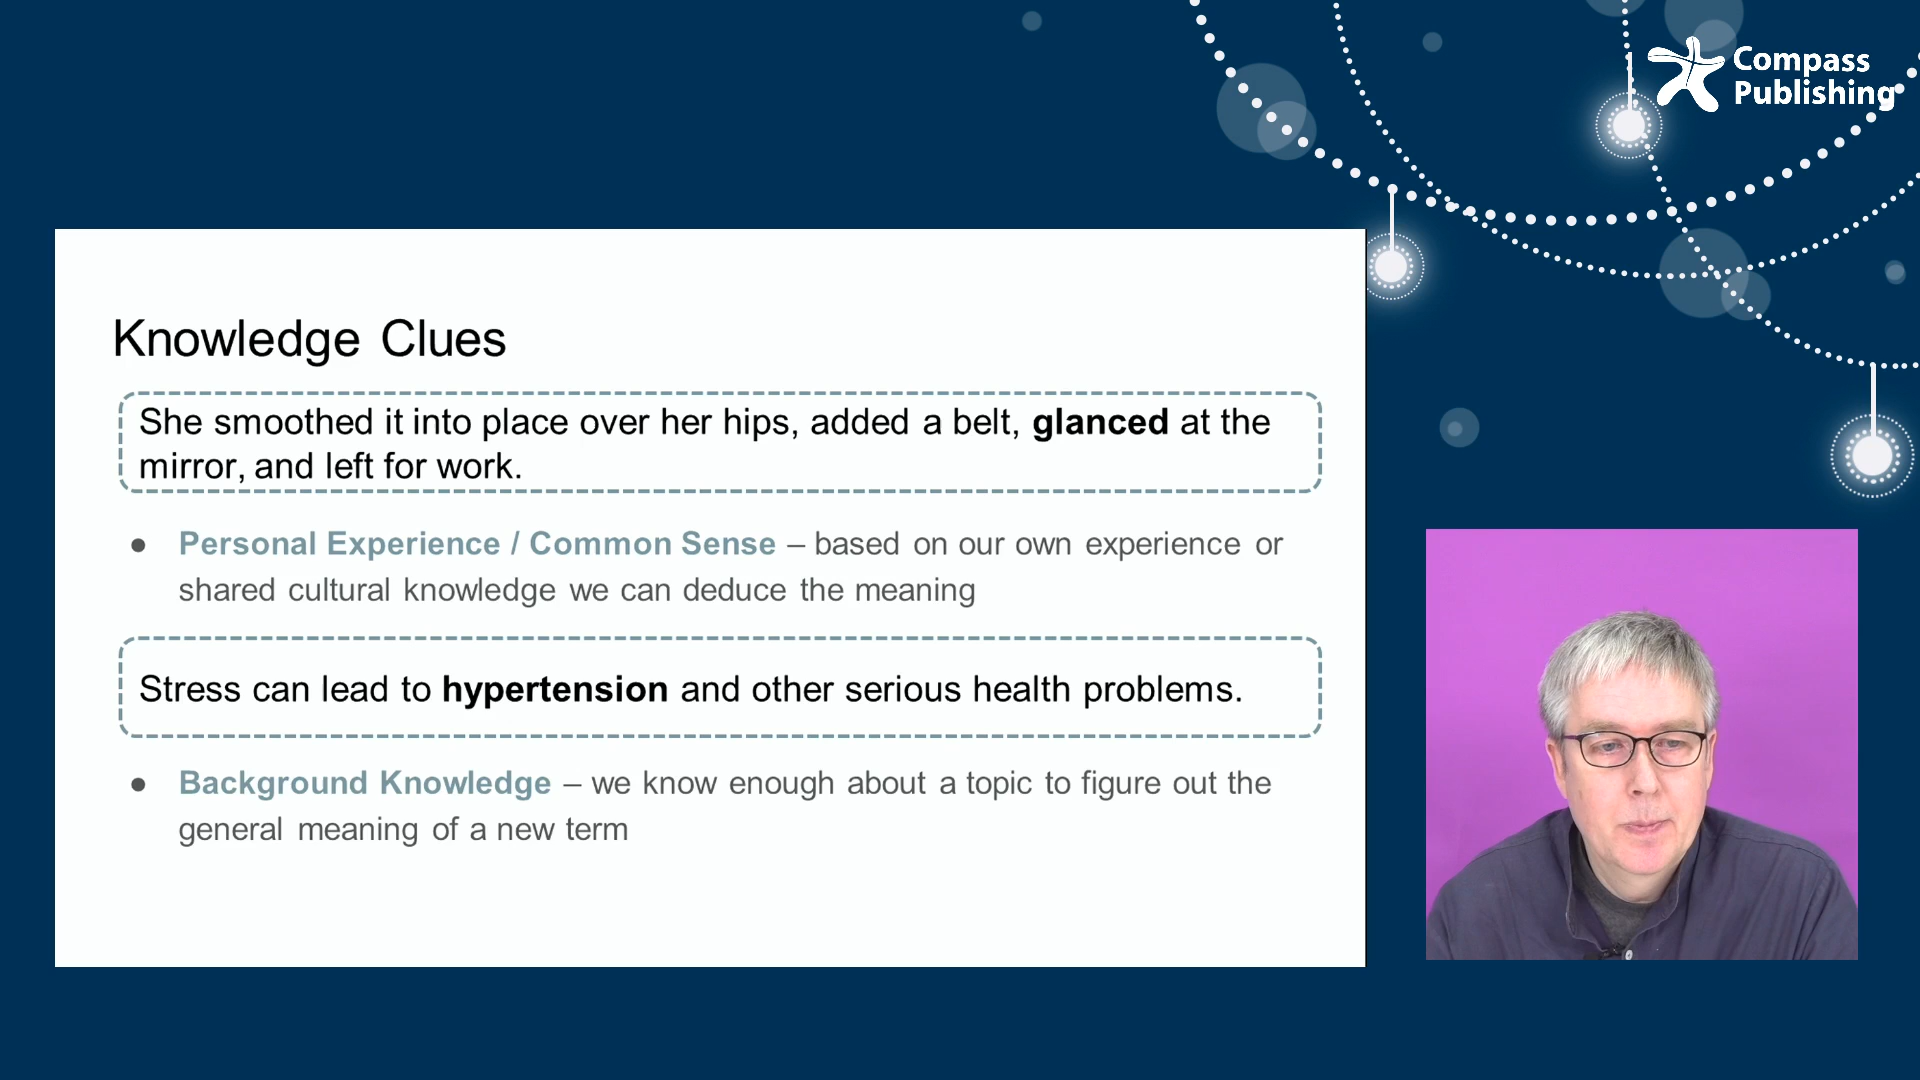 Compass
Publishing
Knowledge Clues
She smoothed it into place over her hips, added a belt, glanced at the
mirror, and left for work.
● Personal Experience / Common Sense – based on our own experience or
shared cultural knowledge we can deduce the meaning
Stress can lead to hypertension and other serious health problems.
● Background Knowledge – we know enough about a topic to figure out the
general meaning of a new term